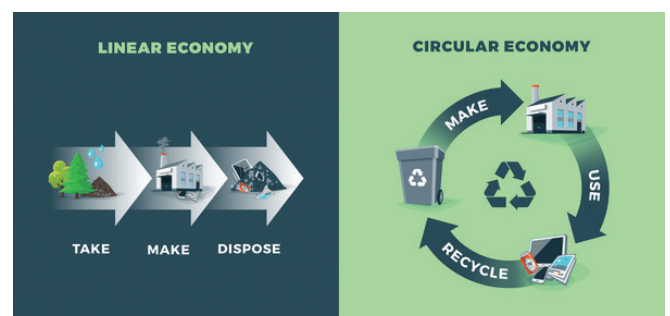 LINEAR ECONOMY
TAKE
MAKE
DISPOSE
CIRCULAR ECONOMY
MAKE
USE
RECYCLE